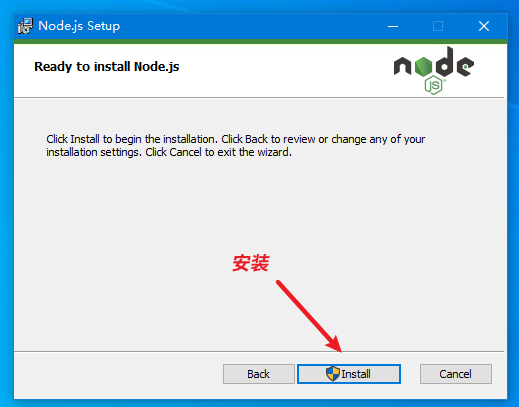 Node.js Setup
Ready to install Node.js
node
JS
Click Install to begin the installation. Click Back to review or change any of your
installation settings. Click Cancel to exit the wizard.
安装
Back
Install
Cancel